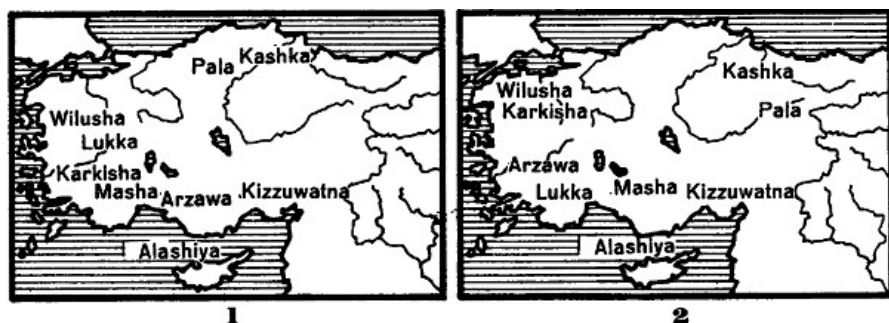 Pala Kashka
Wilusha
Lukka
Karkisha
Masha Arzawa Kizzuwatna
Alashiya
1
Kashka
Wilusha
Karkisha
Pala
Arzawa
Lukka Masha Kizzuwatna
Alashiya
2